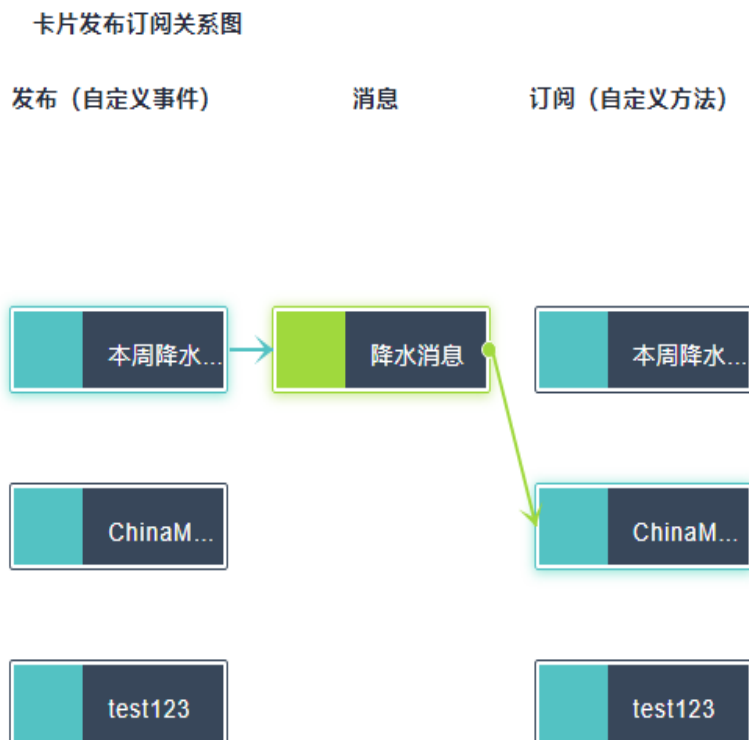 卡片发布订阅关系图
发布（自定义事件） 消息 订阅（自定义方法）
本周降水... 降水消息 本周降水...
ChinaM... ChinaM...
test123 test123